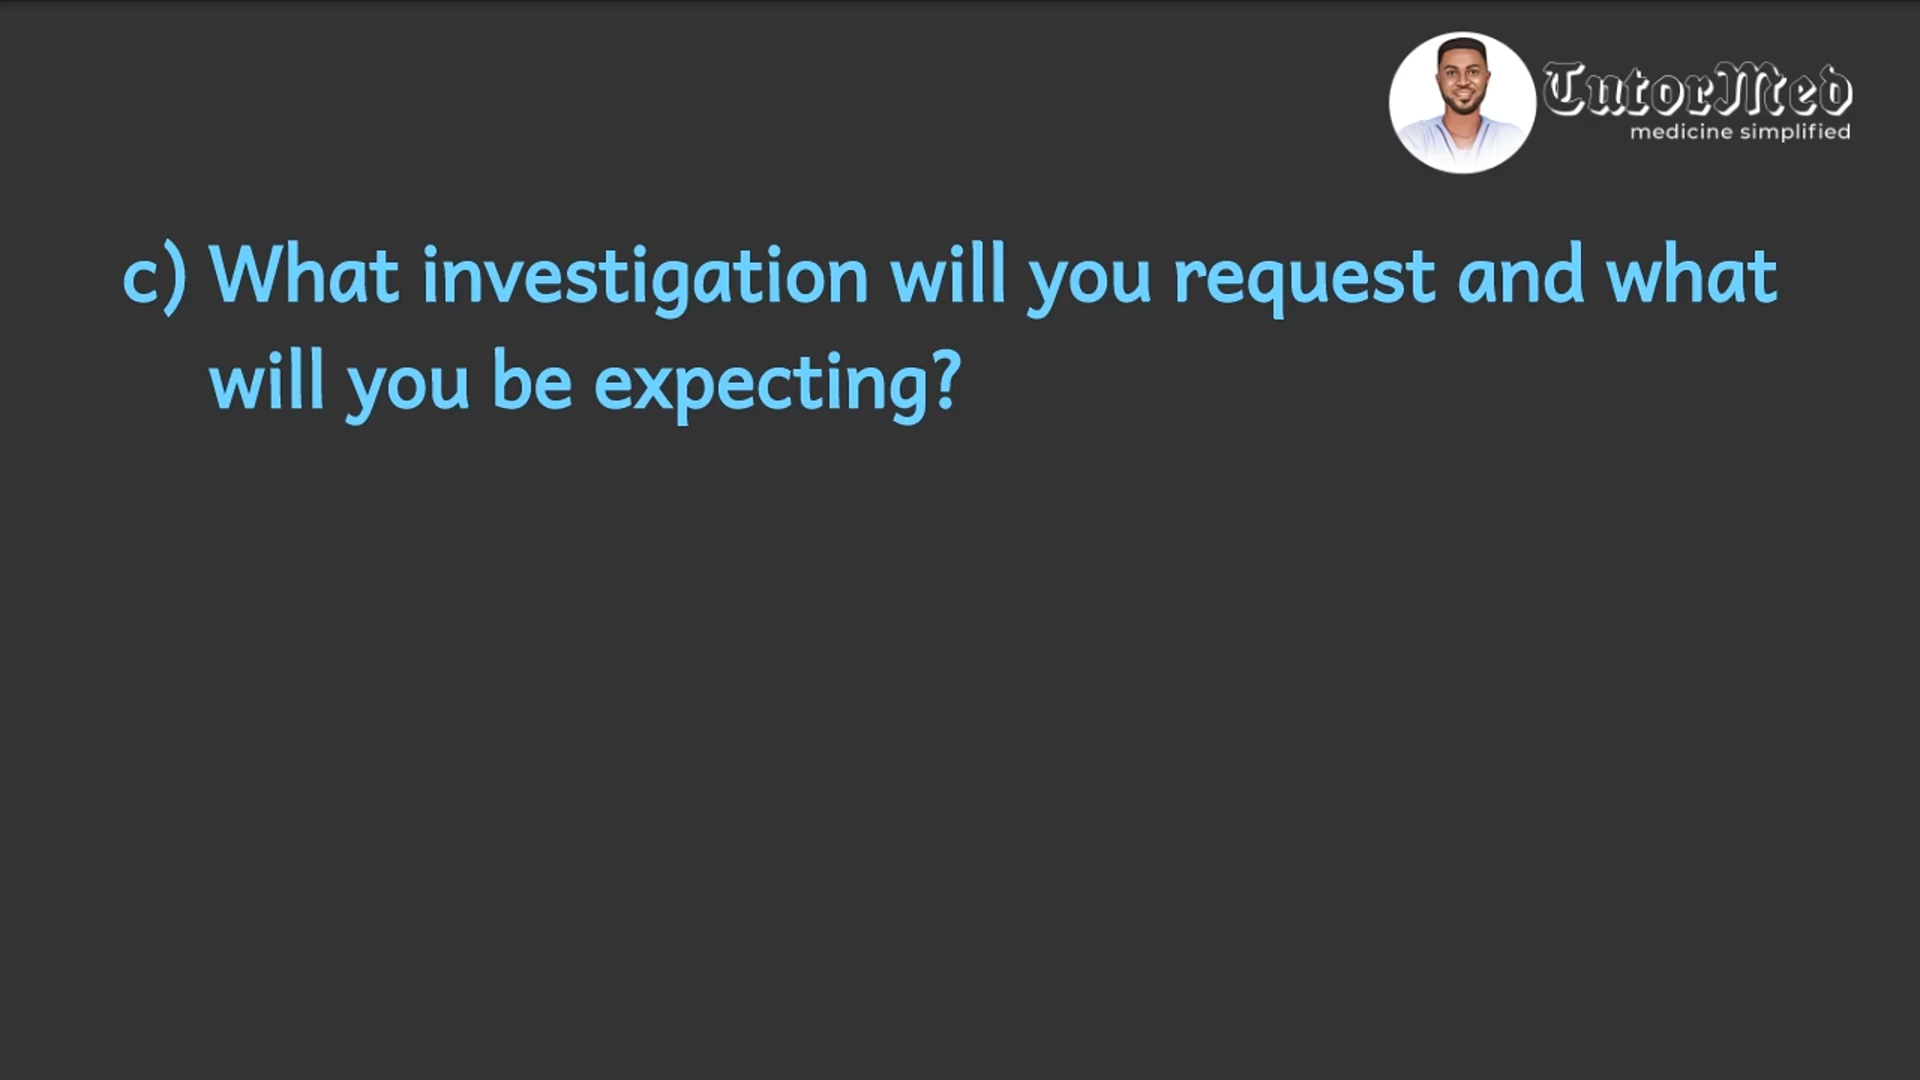 TutorMed
medicine simplified
c) What investigation will you request and what
will you be expecting?